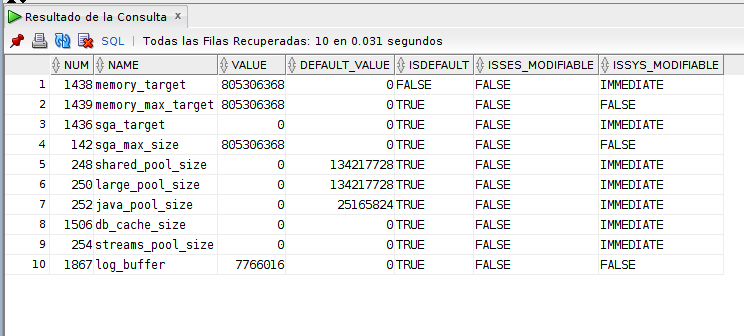 Resultado de la Consulta x
SQL | Todas las Filas Recuperadas: 10 en 0.031 segundos
NUM NAME VALUE DEFAULT_VALUE ISDEFAULT ISSES_MODIFIABLE ISSYS_MODIFIABLE
1 1438 memory_target 805306368 0 FALSE FALSE IMMEDIATE
2 1439 memory_max_target 805306368 0 TRUE FALSE FALSE
3 1436 sga_target 0 0 TRUE FALSE IMMEDIATE
4 142 sga_max_size 805306368 0 TRUE FALSE FALSE
5 248 shared_pool_size 0 134217728 TRUE FALSE IMMEDIATE
6 250 large_pool_size 0 134217728 TRUE FALSE IMMEDIATE
7 252 java_pool_size 0 25165824 TRUE FALSE IMMEDIATE
8 1506 db_cache_size 0 0 TRUE FALSE IMMEDIATE
9 254 streams_pool_size 0 0 TRUE FALSE IMMEDIATE
10 1867 log_buffer 7766016 0 TRUE FALSE FALSE